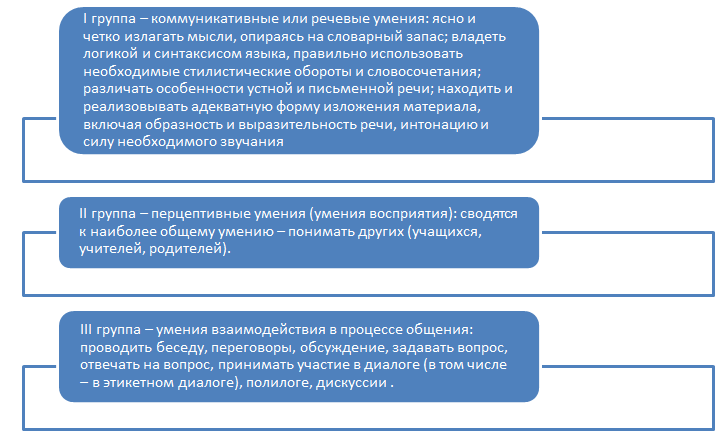 I группа – коммуникативные или речевые умения: ясно и
четко излагать мысли, опираясь на словарный запас; владеть
логикой и синтаксисом языка, правильно использовать
необходимые стилистические обороты и словосочетания;
различать особенности устной и письменной речи; находить и
реализовывать адекватную форму изложения материала,
включая образность и выразительность речи, интонацию и
силу необходимого звучания
II группа – перцептивные умения (умения восприятия): сводятся
к наиболее общему умению – понимать других (учащихся,
учителей, родителей).
III группа – умения взаимодействия в процессе общения:
проводить беседу, переговоры, обсуждение, задавать вопрос,
отвечать на вопрос, принимать участие в диалоге (в том числе
– в этикетном диалоге), полилоге, дискуссии .